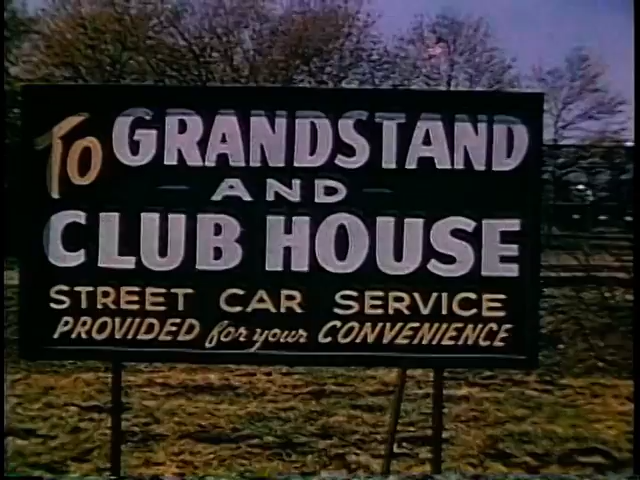 To GRANDSTAND
AND
CLUB HOUSE
STREET CAR SERVICE
PROVIDED for your CONVENIENCE